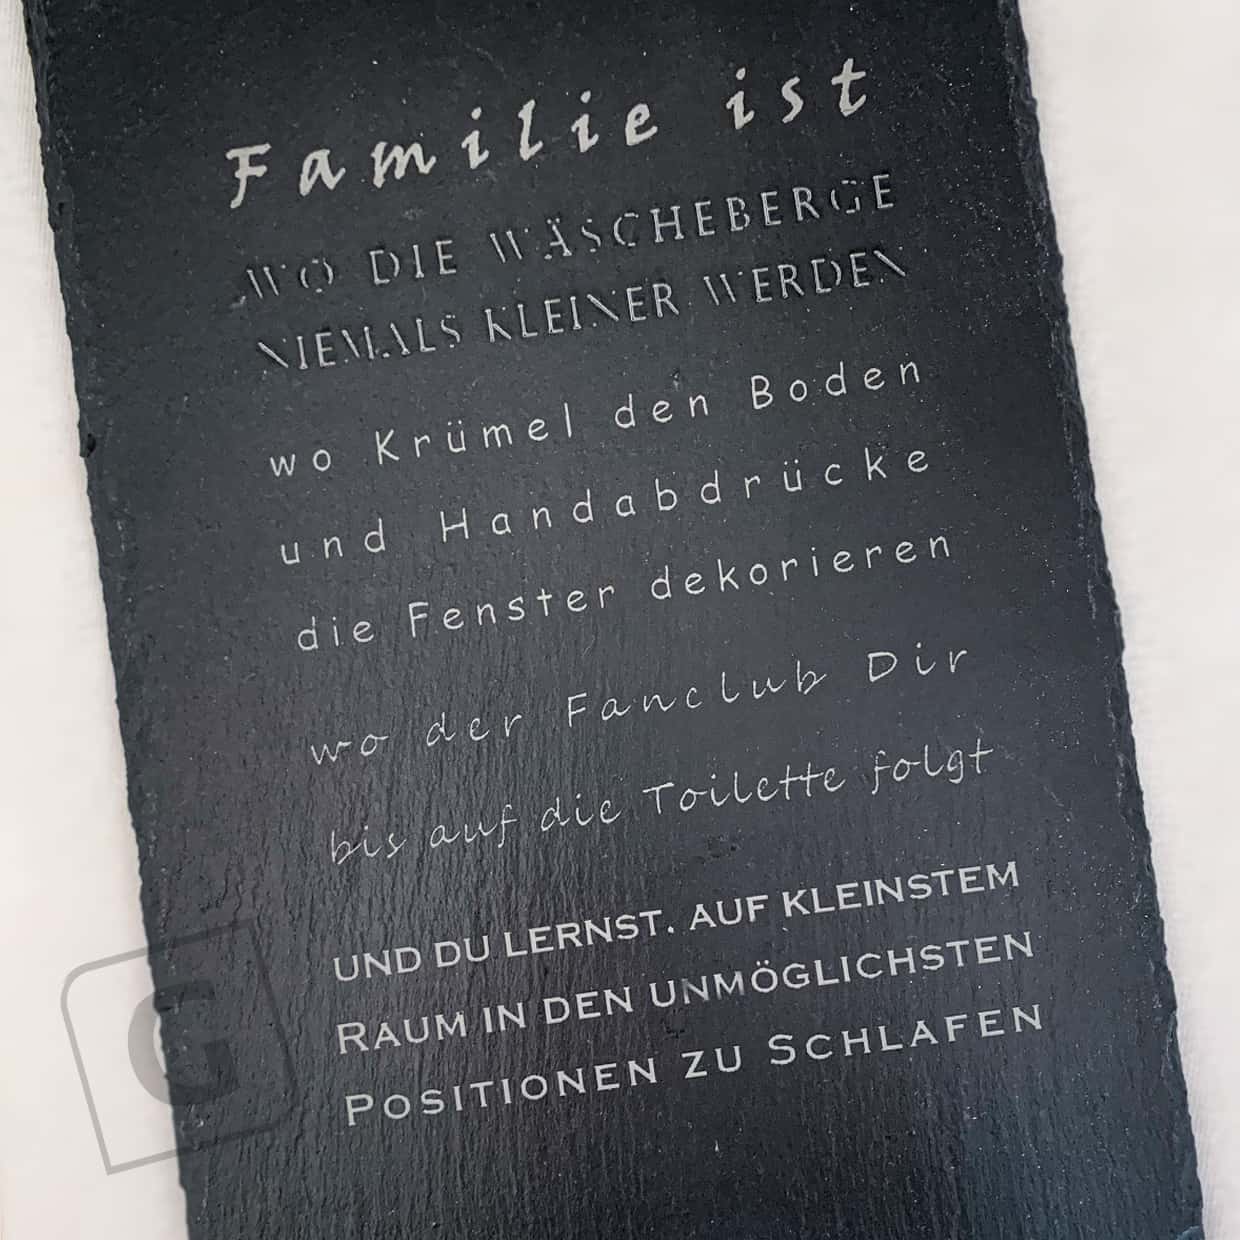 Familie ist
WO DIE WÄSCHEBERGE
NIEMALS KLEINER WERDEN
wo Krümel den Boden
und Handabdrücke
die Fenster dekorieren
wo der Fanclub Dir
bis auf die Toilette folgt
UND DU LERNST. AUF KLEINSTEM
RAUM IN DEN UNMÖGLICHSTEN
POSITIONEN ZU SCHLAFEN
G